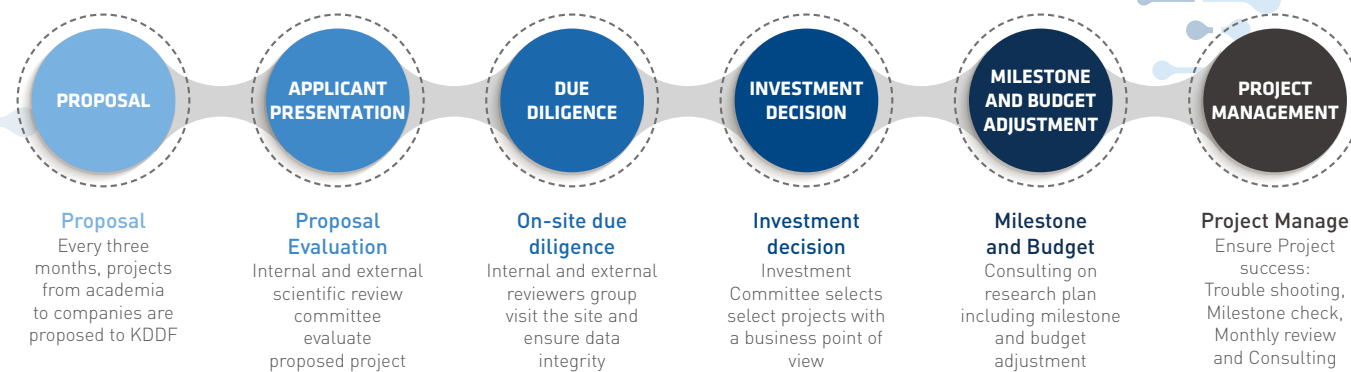 PROPOSAL
APPLICANT
PRESENTATION
DUE
DILIGENCE
INVESTMENT
DECISION
MILESTONE
AND BUDGET
ADJUSTMENT
PROJECT
MANAGEMENT
Proposal
Every three
months, projects
from academia
to companies are
proposed to KDDF
Proposal
Evaluation
Internal and external
scientific review
committee
evaluate
proposed project
On-site due
diligence
Internal and external
reviewers group
visit the site and
ensure data
integrity
Investment
decision
Investment
Committee selects
select projects with
a business point of
view
Milestone
and Budget
Consulting on
research plan
including milestone
and budget
adjustment
Project Manage
Ensure Project
success:
Trouble shooting,
Milestone check,
Monthly review
and Consulting